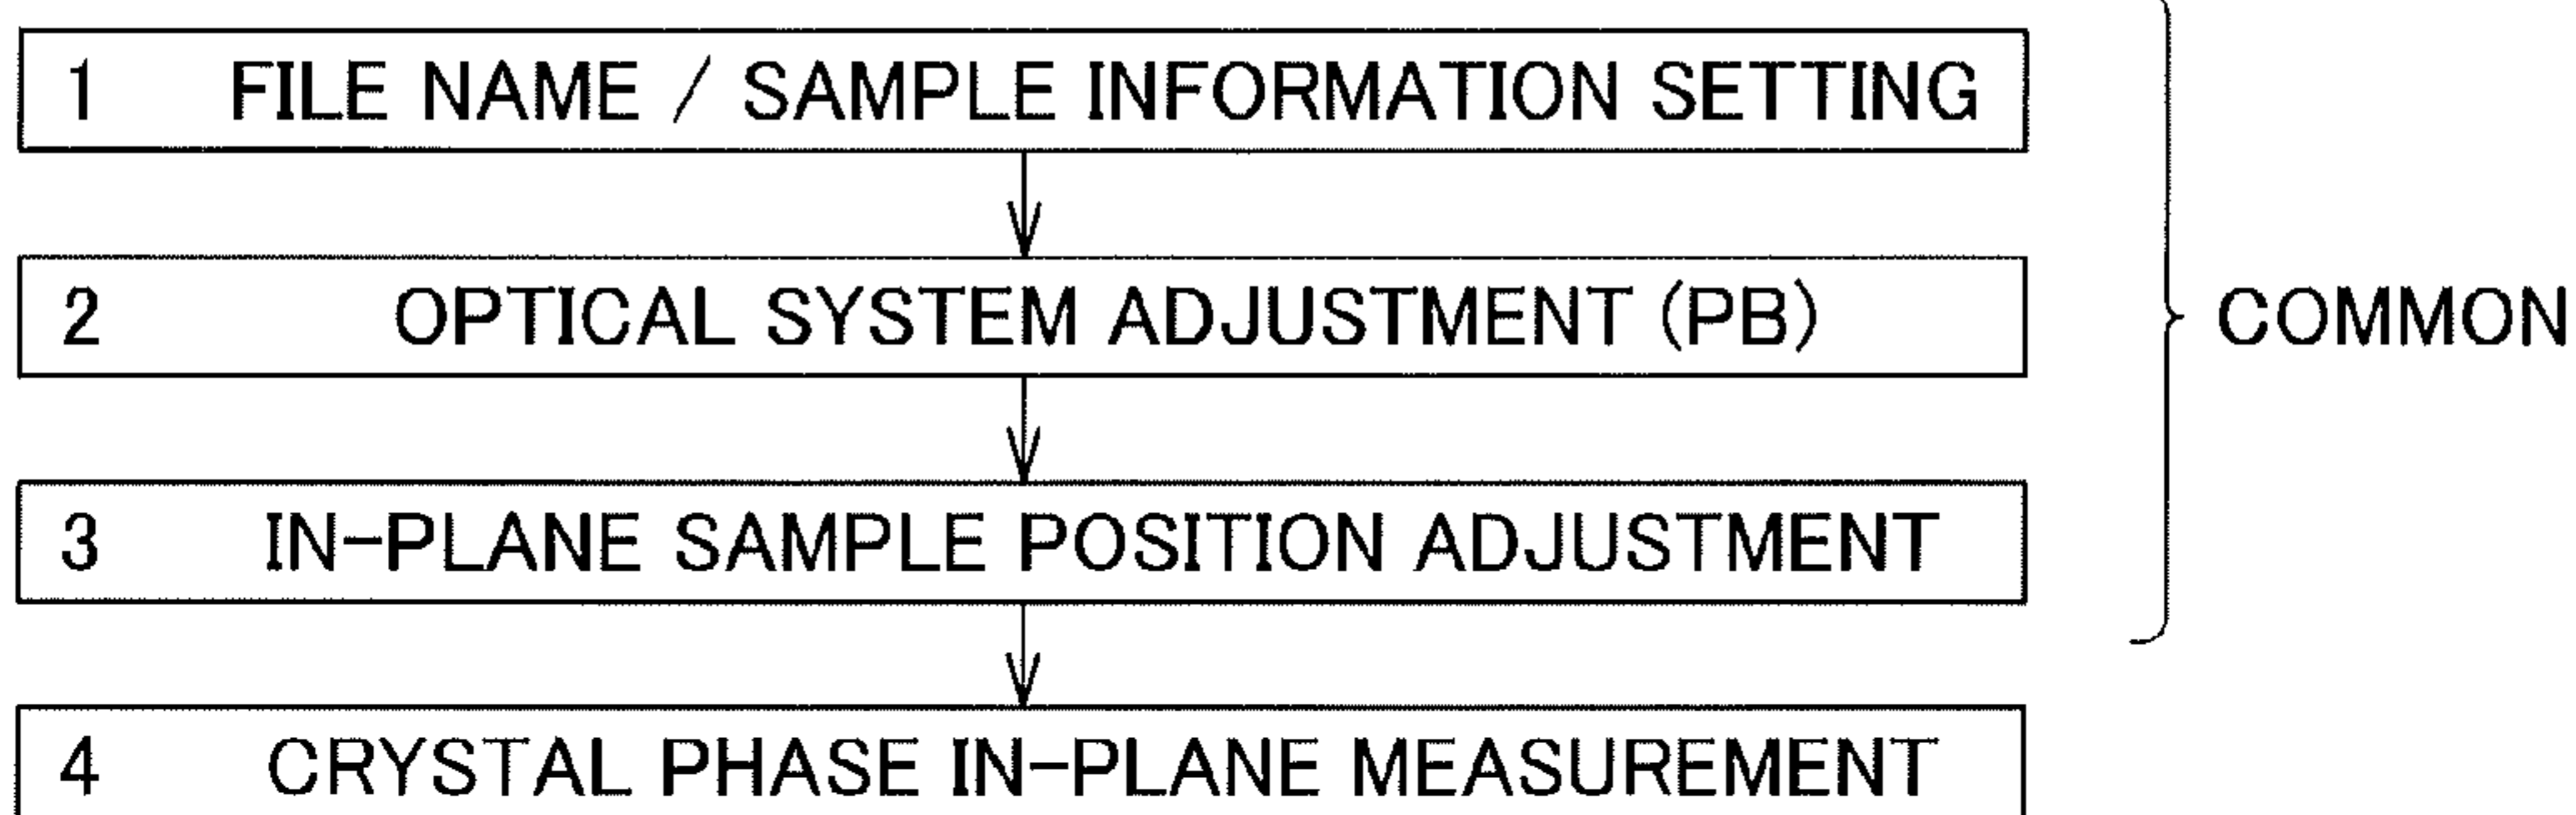 1 FILE NAME / SAMPLE INFORMATION SETTING
2 OPTICAL SYSTEM ADJUSTMENT (PB)
COMMON
3 IN-PLANE SAMPLE POSITION ADJUSTMENT
4 CRYSTAL PHASE IN-PLANE MEASUREMENT